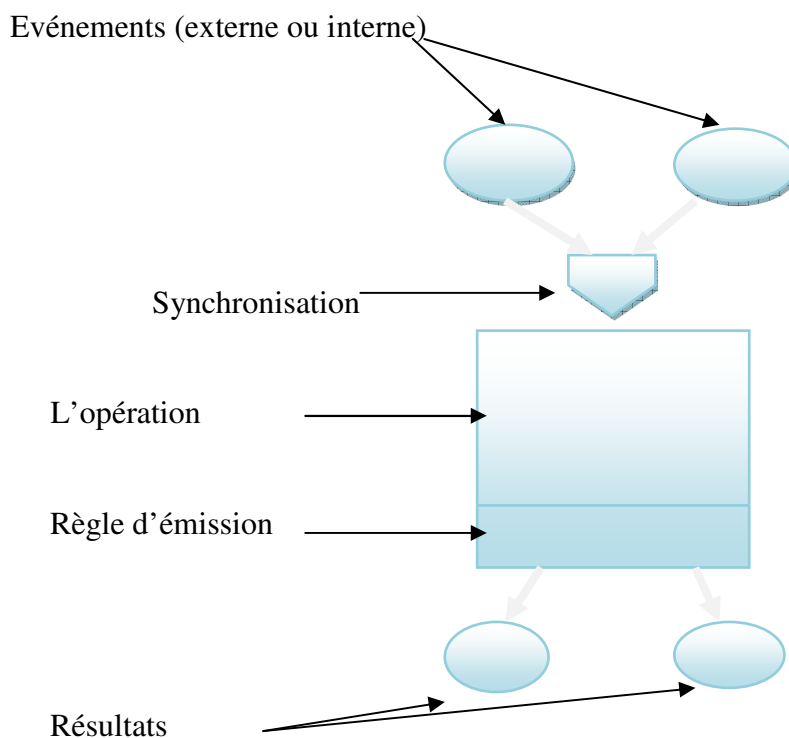 Evénements (externe ou interne)
Synchronisation
L’opération
Règle d’émission
Résultats